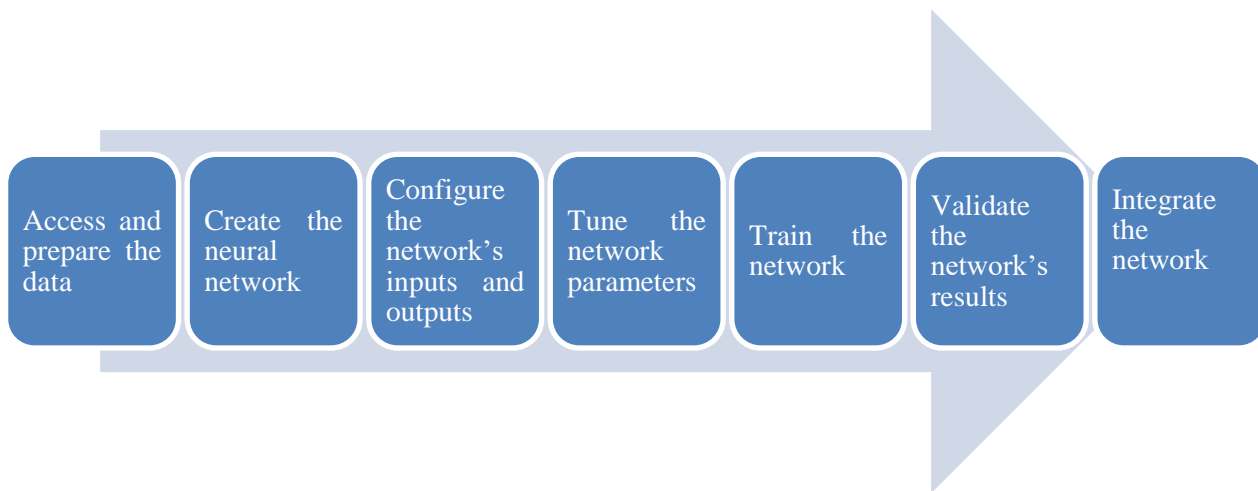 Access and
prepare the
data
Create the
neural
network
Configure
the
network’s
inputs and
outputs
Tune the
network
parameters
Train the
network
Validate
the
network’s
results
Integrate
the
network